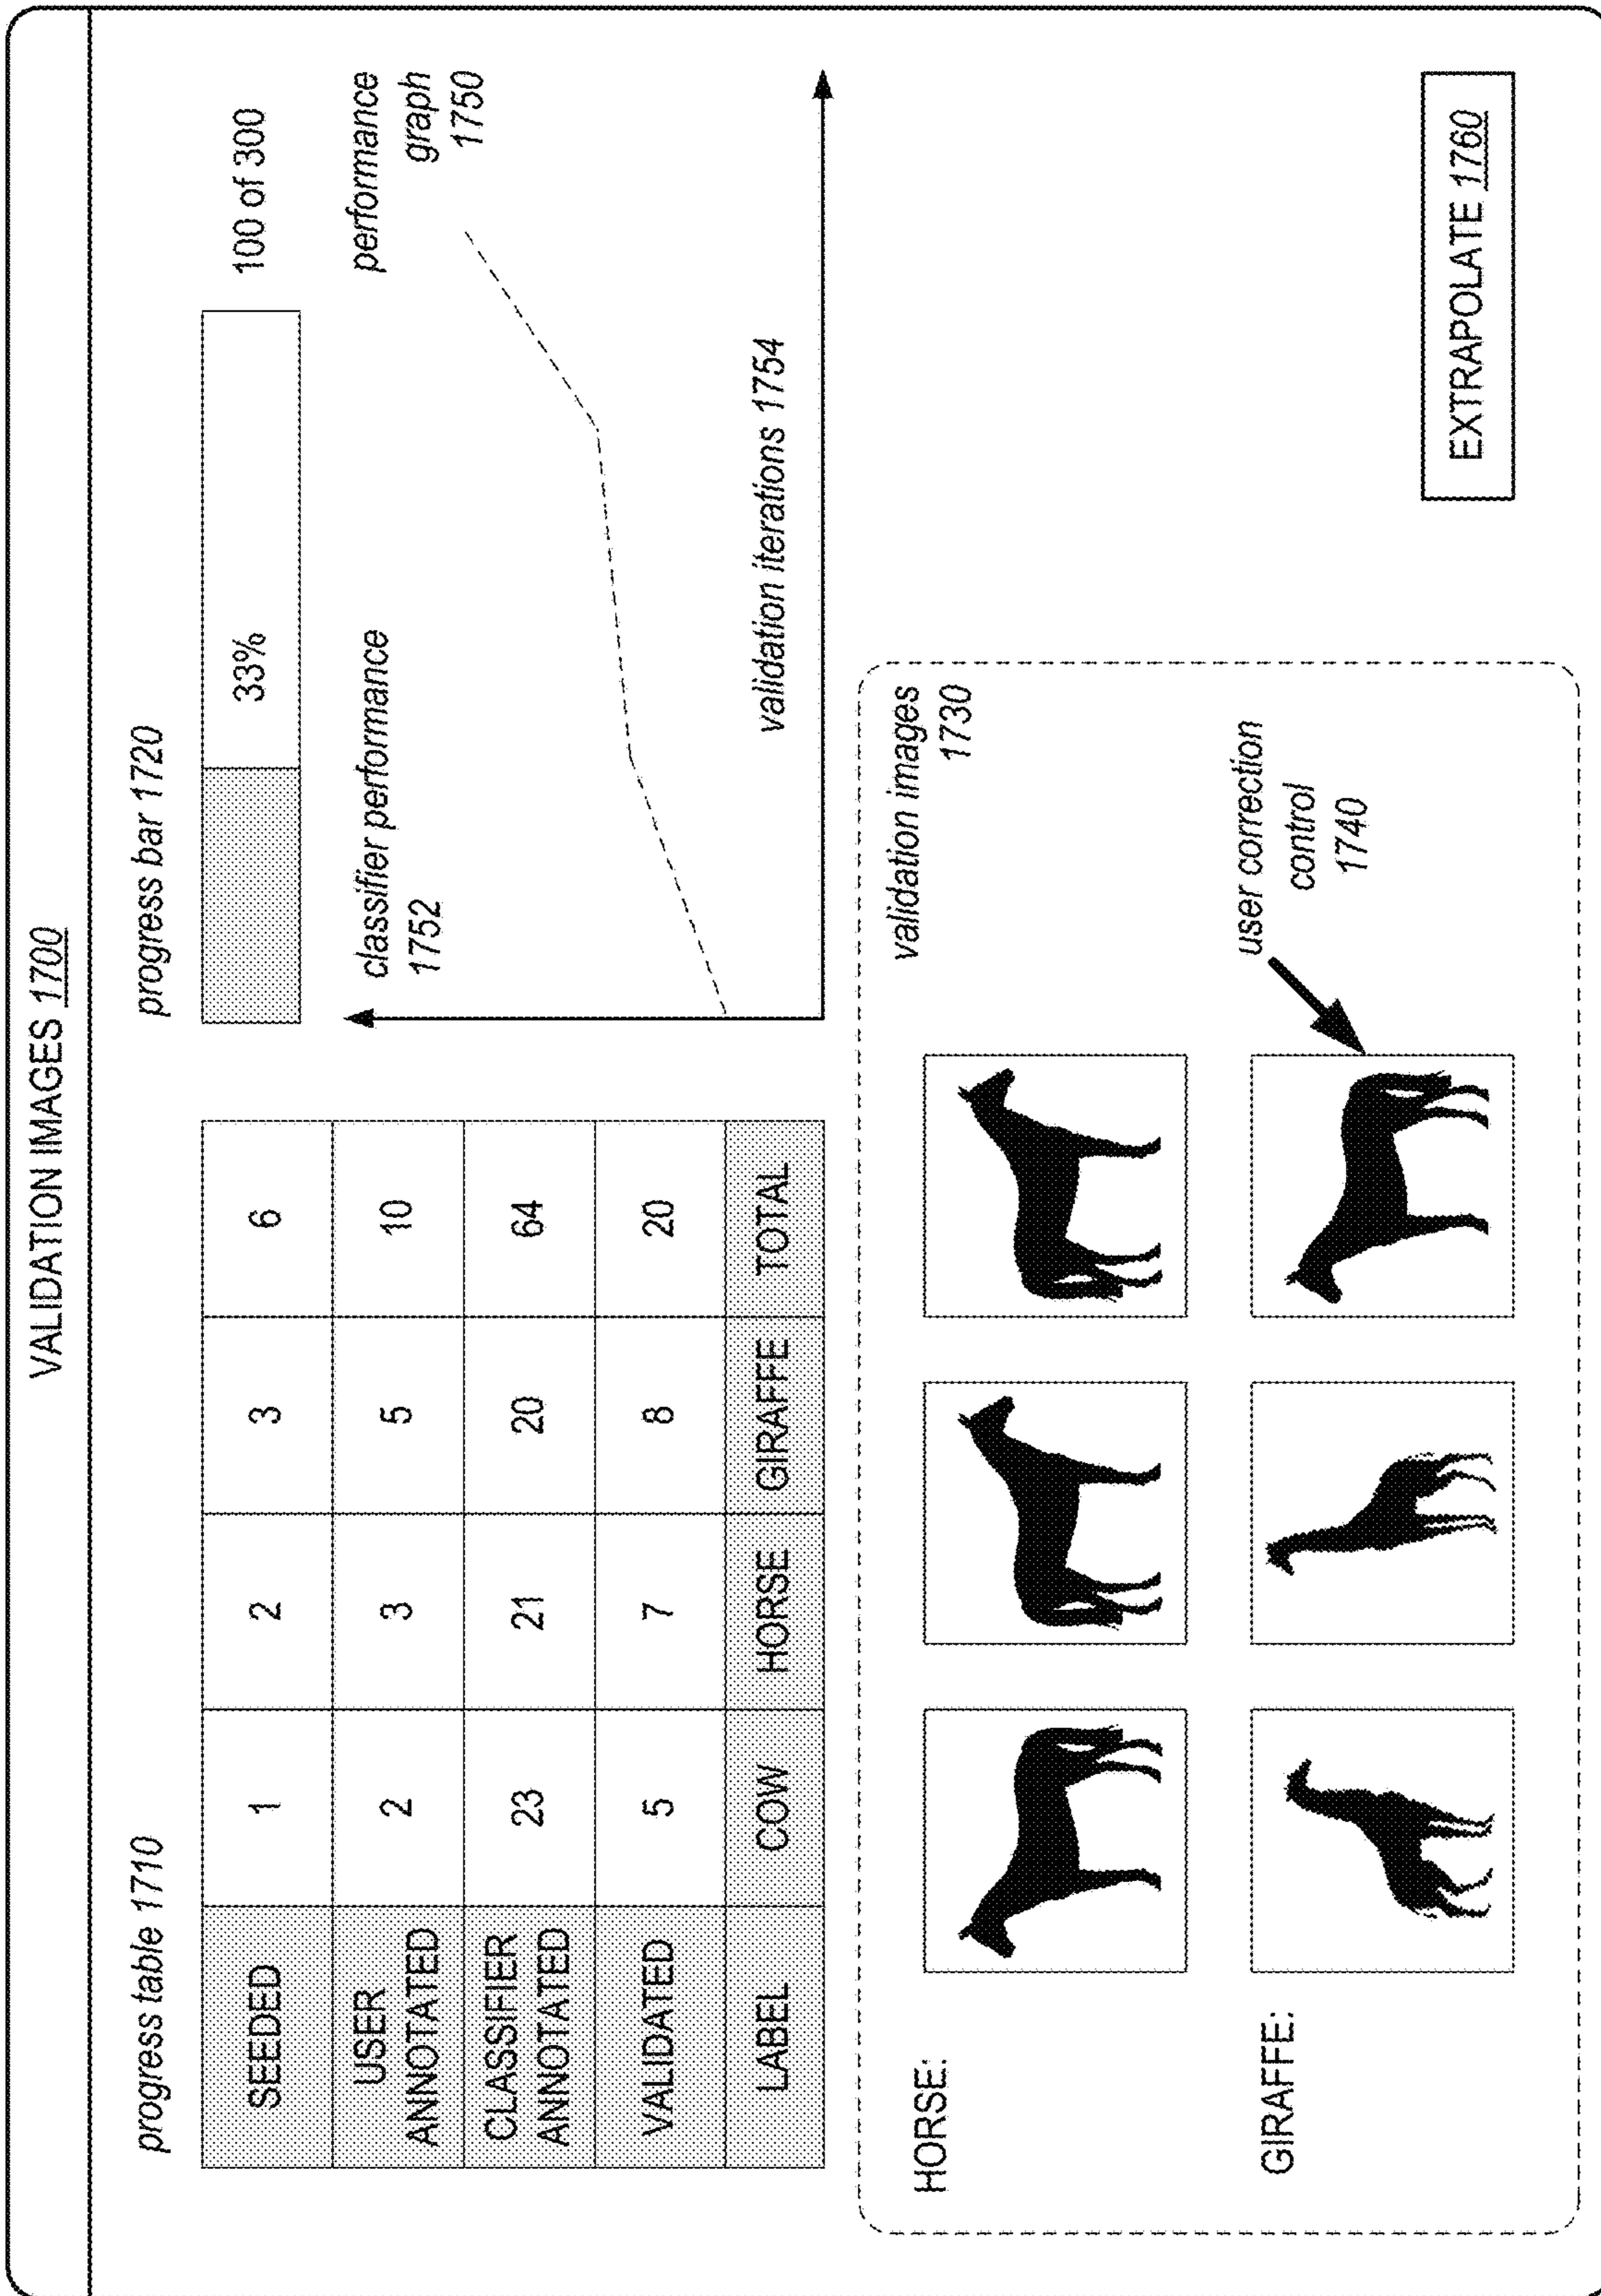 VALIDATION IMAGES 1700
progress table 1710
SEEDED 1 2 3 6
USER
ANNOTATED 2 3 5 10
CLASSIFIER
ANNOTATED 23 21 20 64
VALIDATED 5 7 8 20
LABEL COW HORSE GIRAFFE TOTAL
progress bar 1720
33%
100 of 300
classifier performance
1752
performance
graph
1750
validation iterations 1754
HORSE:
validation images
1730
GIRAFFE:
user correction
control
1740
EXTRAPOLATE 1760